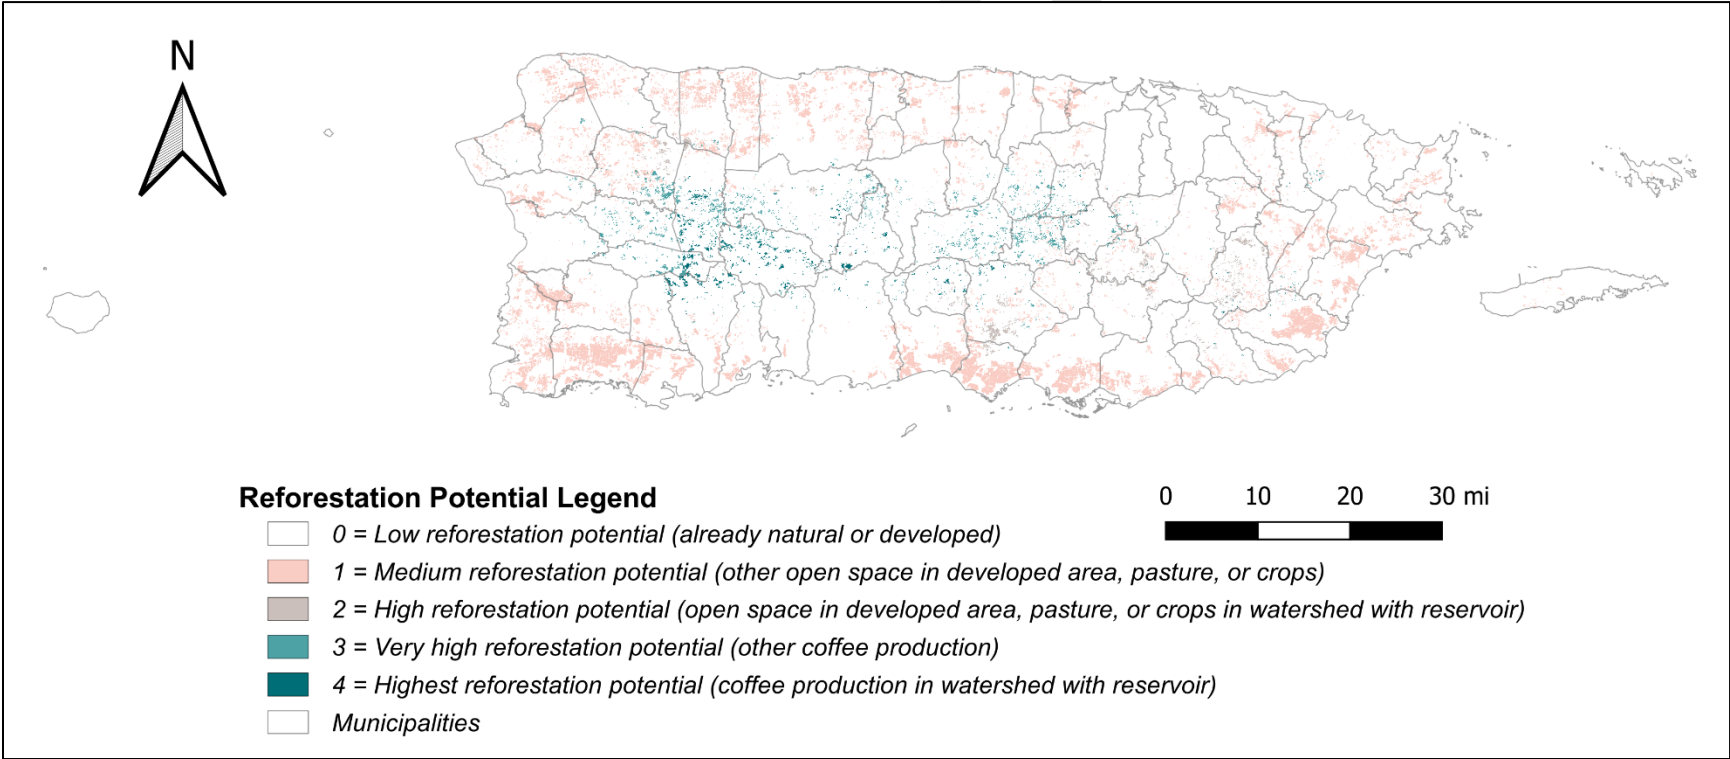 N
Reforestation Potential Legend
0 10 20 30 mi
0 = Low reforestation potential (already natural or developed)
1 = Medium reforestation potential (other open space in developed area, pasture, or crops)
2 = High reforestation potential (open space in developed area, pasture, or crops in watershed with reservoir)
3 = Very high reforestation potential (other coffee production)
4 = Highest reforestation potential (coffee production in watershed with reservoir)
Municipalities